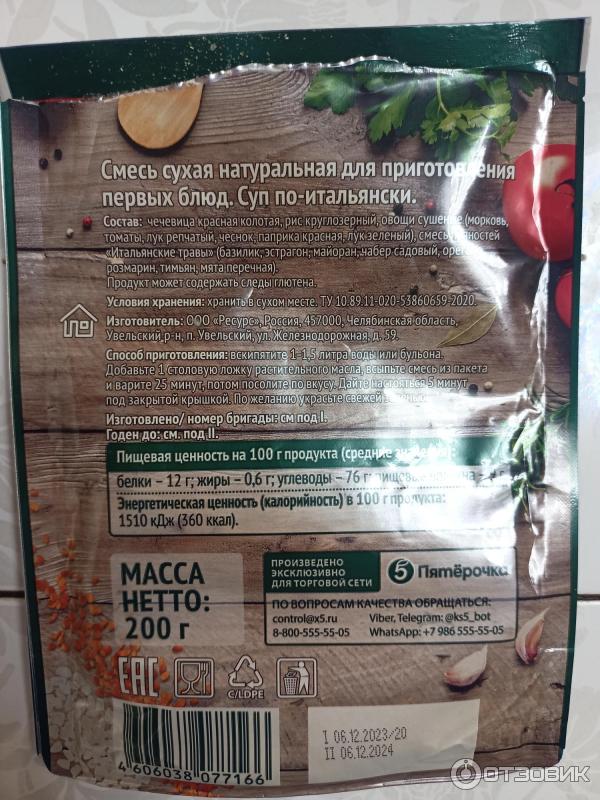 Смесь сухая натуральная для приготовления
первых блюд. Суп по-итальянски.
Состав: чечевица красная колотая, рис круглозерный, овощи сушеные (морковь,
томаты, лук репчатый, чеснок, паприка красная, лук зеленый), смесь пряностей
«Итальянские травы» (базилик, эстрагон, майоран, чабер садовый, орегано,
розмарин, тимьян, мята перечная).
Продукт может содержать следы глютена.
Условия хранения: хранить в сухом месте. ТУ 10.89.11-020-53860659-2020.
Изготовитель: ООО «Ресурс», Россия, 457000, Челябинская область,
Увельский р-н, п. Увельский, ул. Железнодорожная, д. 59.
Способ приготовления: вскипятите 1-1,5 литра воды или бульона.
Добавьте 1 столовую ложку растительного масла, всыпьте смесь из пакета
и варите 25 минут, потом посолите по вкусу. Дайте настояться 5 минут
под закрытой крышкой. По желанию украсьте свежей зеленью.
Изготовлено/ номер бригады: см под I.
Годен до: см. под II.
Пищевая ценность на 100 г продукта (средние значения):
белки – 12 г; жиры – 0,6 г; углеводы – 76 г; пищевые
Энергетическая ценность (калорийность) в 100 г продукта:
1510 кДж (360 ккал).
МАССА
НЕТТО:
200 г
ПРОИЗВЕДЕНО
ЭКСКЛЮЗИВНО
ДЛЯ ТОРГОВОЙ СЕТИ
5 Пятёрочка
ПО ВОПРОСАМ КАЧЕСТВА ОБРАЩАТЬСЯ:
control@x5.ru Viber, Telegram: @ks5_bot
8-800-555-55-05 WhatsApp: +7 986 555-55-05
EAC
C/LDPE
I 06.12.2023/20
II 06.12.2024
4 606038 077166
ОТЗОВИК